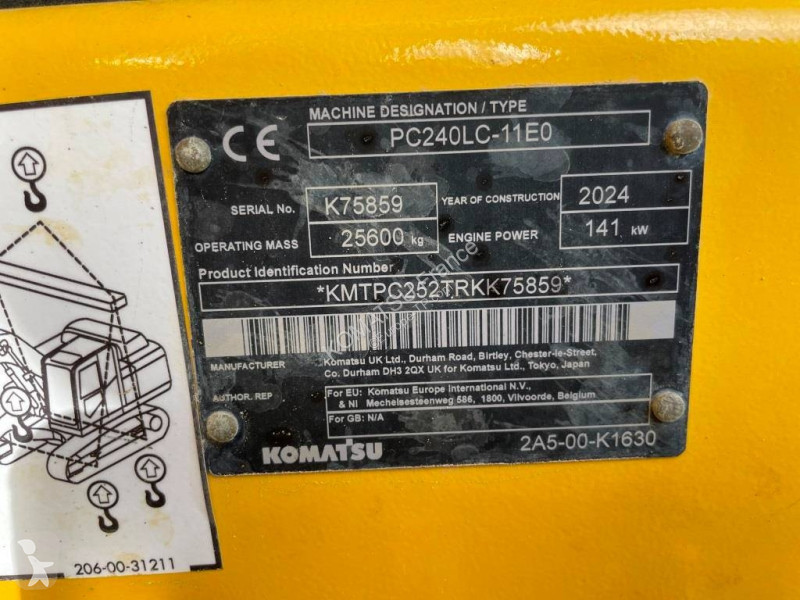 MACHINE DESIGNATION / TYPE
CE
PC240LC-11E0
SERIAL No.
K75859
YEAR OF CONSTRUCTION
2024
OPERATING MASS
25600 kg
ENGINE POWER
141 kW
Product Identification Number
*KMTPC252TRKK75859*
MANUFACTURER
Komatsu UK Ltd., Durham Road, Birtley, Chester-le-Street,
Co. Durham DH3 2QX UK for Komatsu Ltd., Tokyo, Japan
AUTHOR. REP
For EU: Komatsu Europe International N.V.,
& NI Mechelsesteenweg 586, 1800, Vilvoorde, Belgium
For GB: N/A
KOMATSU
2A5-00-K1630
206-00-31211
KOMATSU France